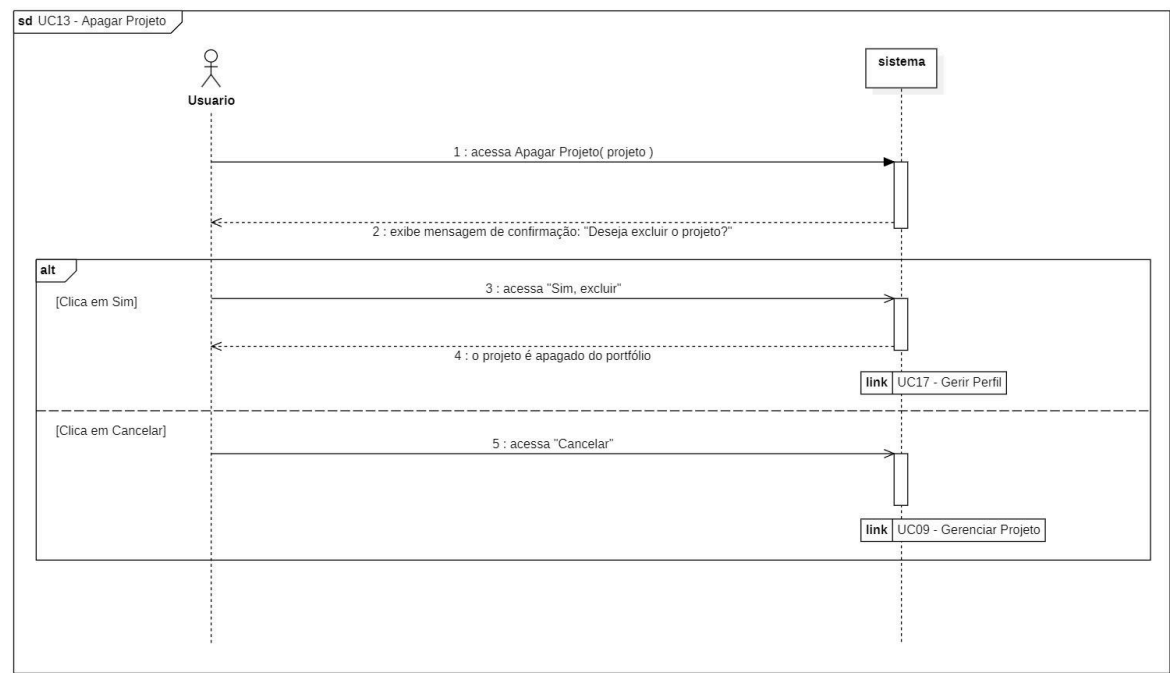 sd UC13 - Apagar Projeto
Usuario
sistema
1 : acessa Apagar Projeto( projeto )
2 : exibe mensagem de confirmação: "Deseja excluir o projeto?"
alt
[Clica em Sim]
3 : acessa "Sim, excluir"
4 : o projeto é apagado do portfólio
link UC17 - Gerir Perfil
[Clica em Cancelar]
5 : acessa "Cancelar"
link UC09 - Gerenciar Projeto